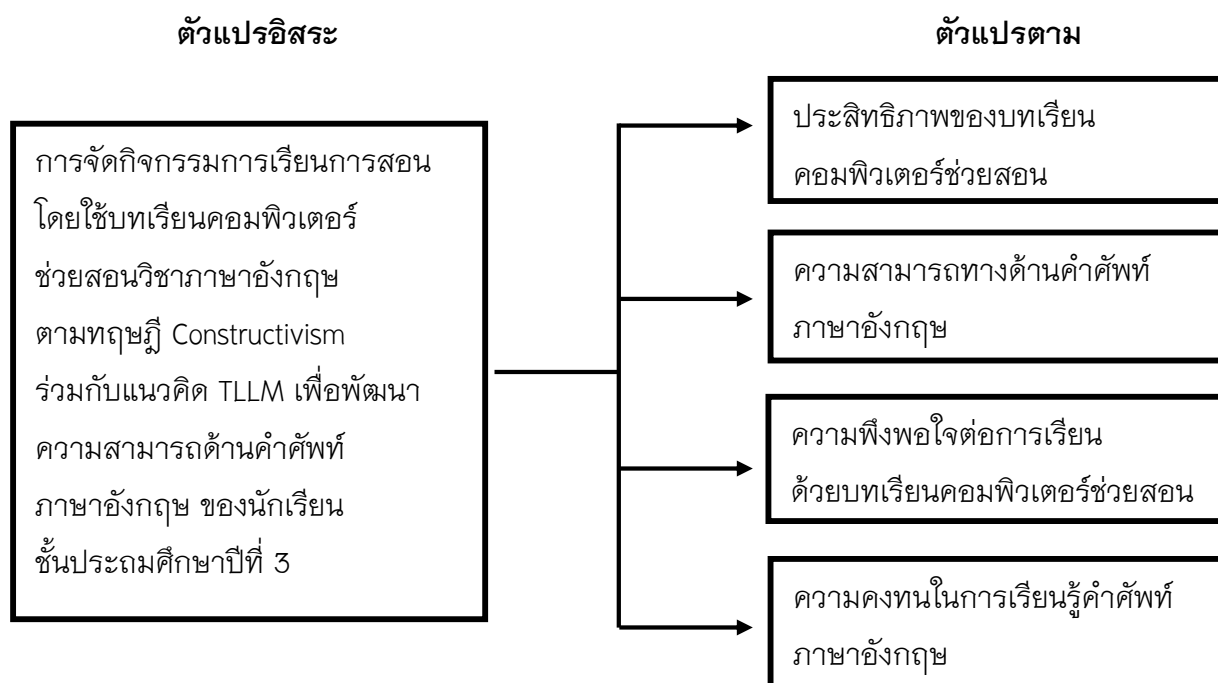 ตัวแปรอิสระ
ตัวแปรตาม
การจัดกิจกรรมการเรียนการสอน
โดยใช้บทเรียนคอมพิวเตอร์
ช่วยสอนวิชาภาษาอังกฤษ
ตามทฤษฎี Constructivism
ร่วมกับแนวคิด TLLM เพื่อพัฒนา
ความสามารถด้านคำศัพท์
ภาษาอังกฤษ ของนักเรียน
ชั้นประถมศึกษาปีที่ 3
ประสิทธิภาพของบทเรียน
คอมพิวเตอร์ช่วยสอน
ความสามารถทางด้านคำศัพท์
ภาษาอังกฤษ
ความพึงพอใจต่อการเรียน
ด้วยบทเรียนคอมพิวเตอร์ช่วยสอน
ความคงทนในการเรียนรู้คำศัพท์
ภาษาอังกฤษ